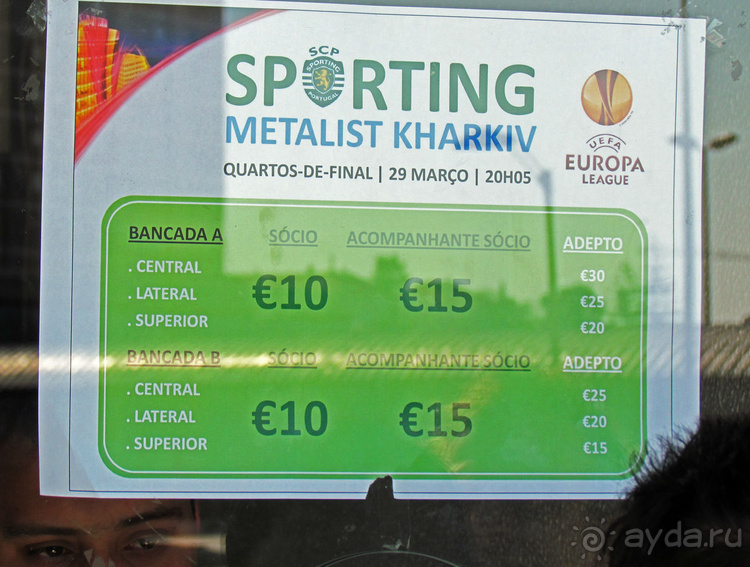 SCP
SPORTING
PORTUGAL
SPORTING
METALIST KHARKIV
QUARTOS-DE-FINAL | 29 MARÇO | 20H05
UEFA
EUROPA
LEAGUE
BANCADA A SÓCIO ACOMPANHANTE SÓCIO ADEPTO
. CENTRAL €30
. LATERAL €10 €15 €25
. SUPERIOR €20
BANCADA B SÓCIO ACOMPANHANTE SÓCIO ADEPTO
. CENTRAL €25
. LATERAL €10 €15 €20
. SUPERIOR €15
ayda.ru